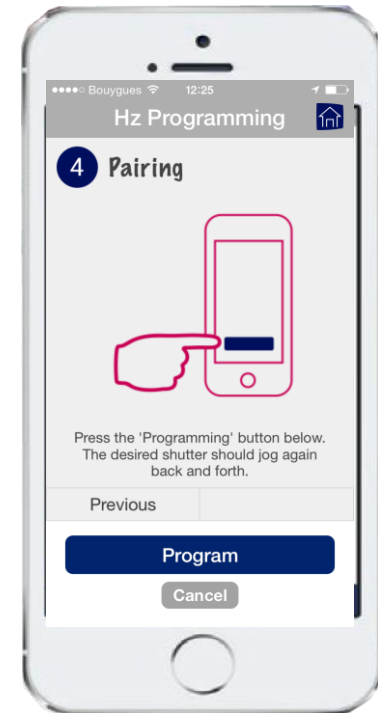 Bouygues 12:25
Hz Programming
4 Pairing
Press the 'Programming' button below.
The desired shutter should jog again
back and forth.
Previous
Program
Cancel